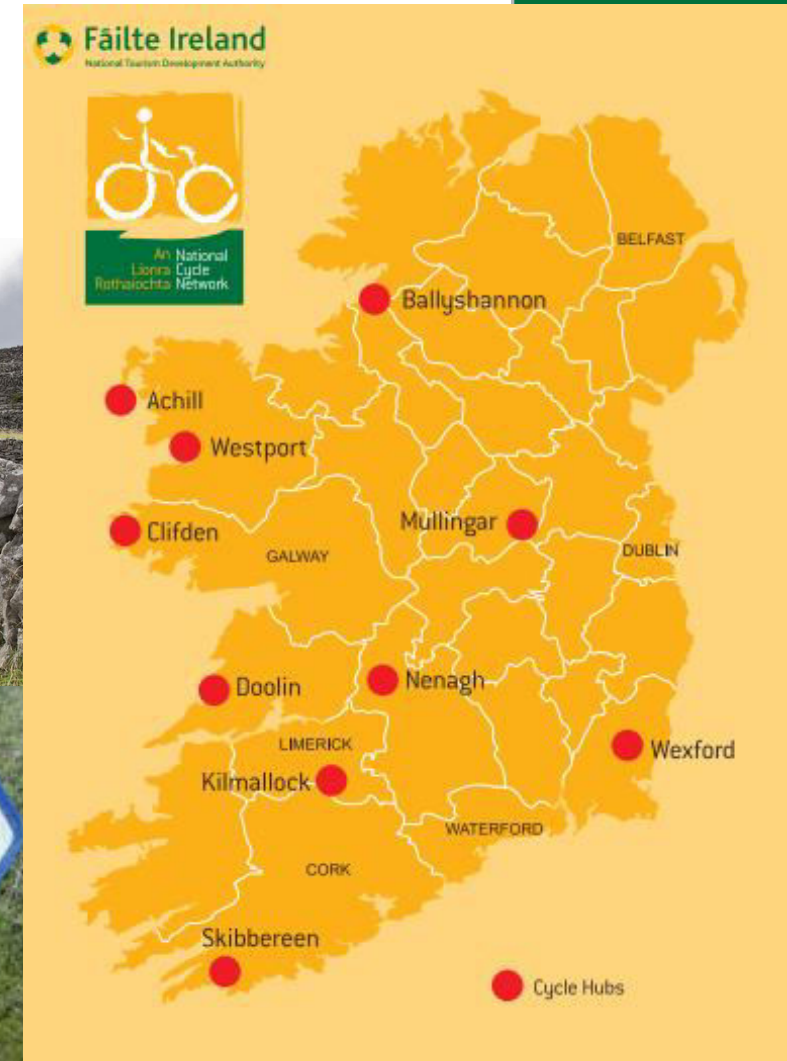 Fáilte Ireland
National Tourism Development Authority
An National
Líonra Cycle
Rothaíochta Network
BELFAST
Ballyshannon
Achill
Westport
Mullingar
Clifden
DUBLIN
GALWAY
Nenagh
Doolin
LIMERICK
Wexford
Kilmallock
WATERFORD
CORK
Skibbereen
Cycle Hubs